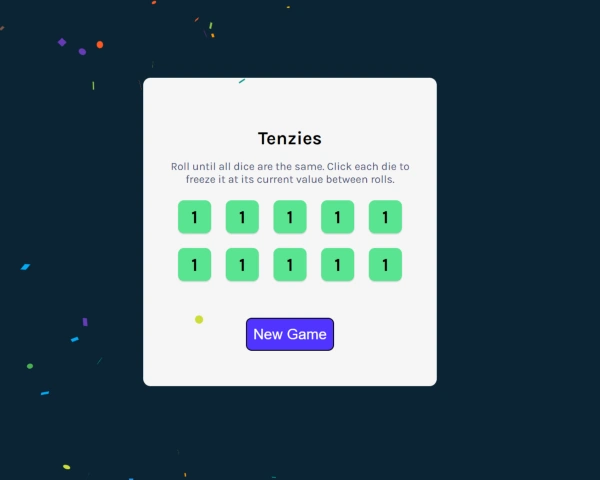 Tenzies
Roll until all dice are the same. Click each die to
freeze it at its current value between rolls.
1 1 1 1 1
1 1 1 1 1
New Game